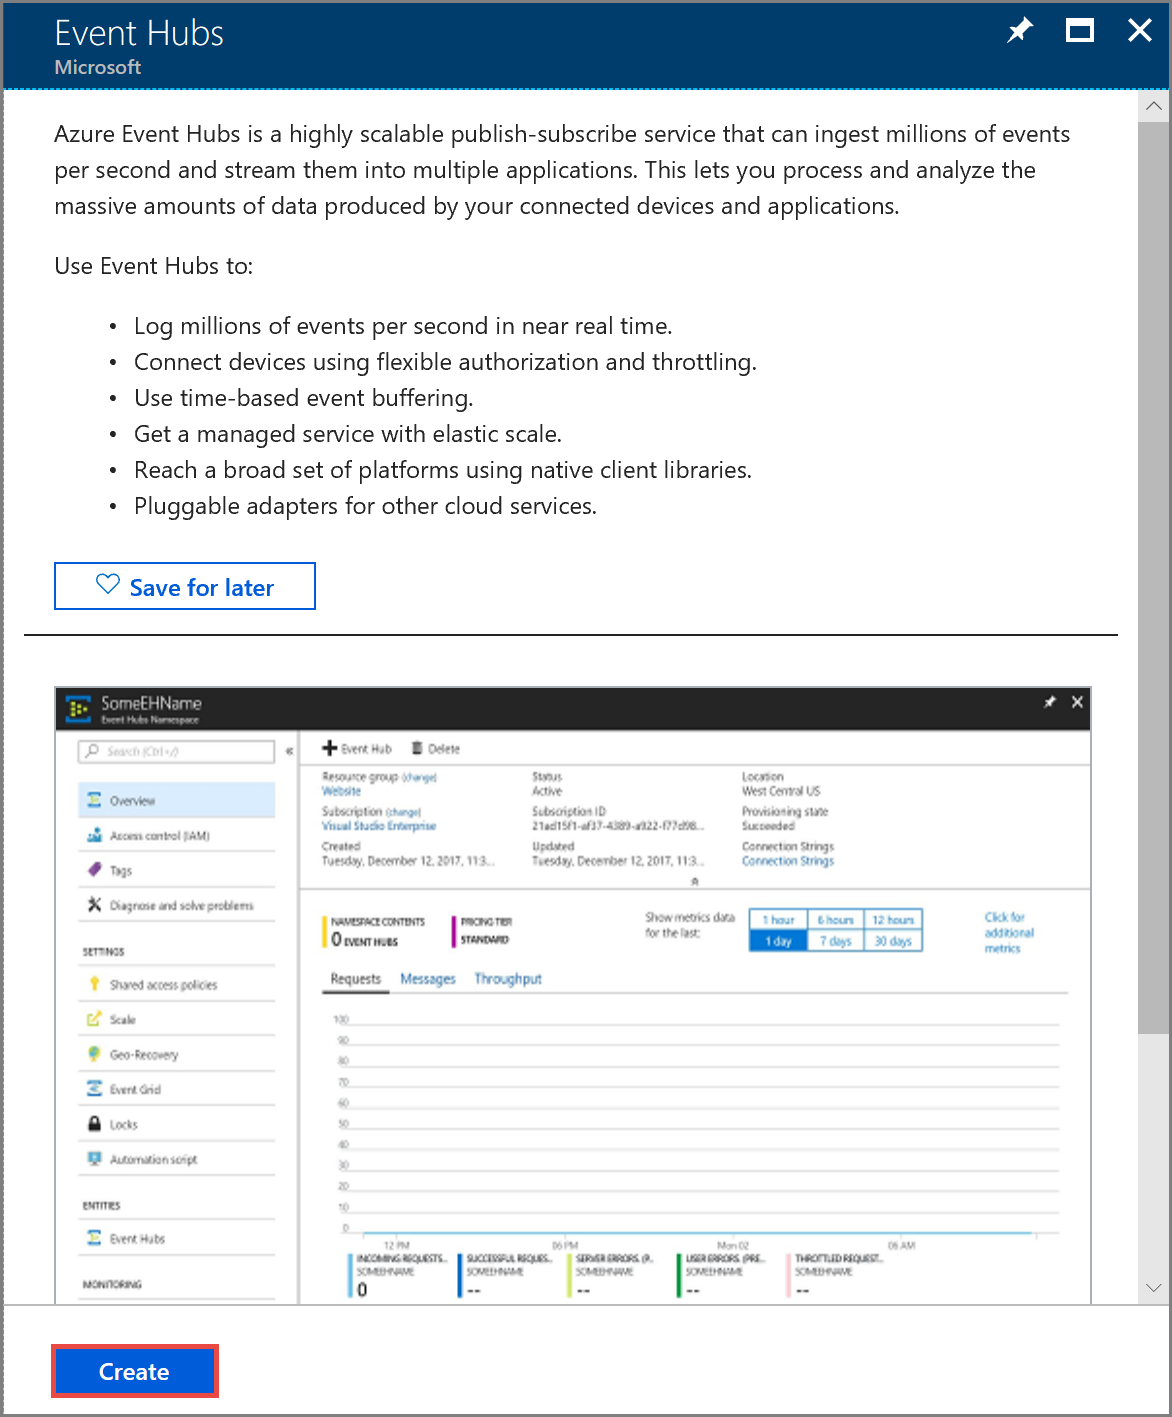 Event Hubs
Microsoft
Azure Event Hubs is a highly scalable publish-subscribe service that can ingest millions of events
per second and stream them into multiple applications. This lets you process and analyze the
massive amounts of data produced by your connected devices and applications.
Use Event Hubs to:
• Log millions of events per second in near real time.
• Connect devices using flexible authorization and throttling.
• Use time-based event buffering.
• Get a managed service with elastic scale.
• Reach a broad set of platforms using native client libraries.
• Pluggable adapters for other cloud services.
Save for later
SomeEHName
Event Hubs Namespace
Search (Ctrl+/)
Overview
Access control (IAM)
Tags
Diagnose and solve problems
SETTINGS
Shared access policies
Scale
Geo-Recovery
Event Grid
Locks
Automation script
ENTITIES
Event Hubs
MONITORING
Event Hub Delete
Resource group (change)
Website
Subscription (change)
Visual Studio Enterprise
Created
Tuesday, December 12, 2017, 11:3...
Status
Active
Subscription ID
21ad15f1-af37-4389-a922-f77d98...
Updated
Tuesday, December 12, 2017, 11:3...
Location
West Central US
Provisioning state
Succeeded
Connection Strings
Connection Strings
NAMESPACE CONTENTS
0 EVENT HUBS
PRICING TIER
STANDARD
Show metrics data
for the last:
1 hour 6 hours 12 hours
1 day 7 days 30 days
Click for
additional
metrics
Requests Messages Throughput
100
90
80
70
60
50
40
30
20
10
0
12 PM 06 PM Mon 02 06 AM
INCOMING REQUESTS...
SOMEEHNAME
0
SUCCESSFUL REQUES...
SOMEEHNAME
--
SERVER ERRORS. (P...
SOMEEHNAME
--
USER ERRORS. (PRE...
SOMEEHNAME
--
THROTTLED REQUEST...
SOMEEHNAME
--
Create